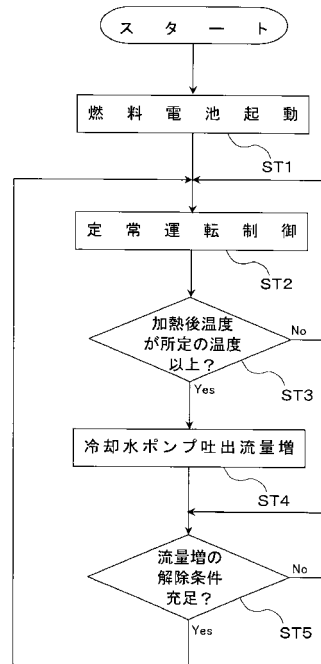 スタート
燃料電池起動
ST1
定常運転制御
ST2
加熱後温度
が所定の温度
以上？
No
ST3
Yes
冷却水ポンプ吐出流量増
ST4
流量増の
解除条件
充足？
No
ST5
Yes